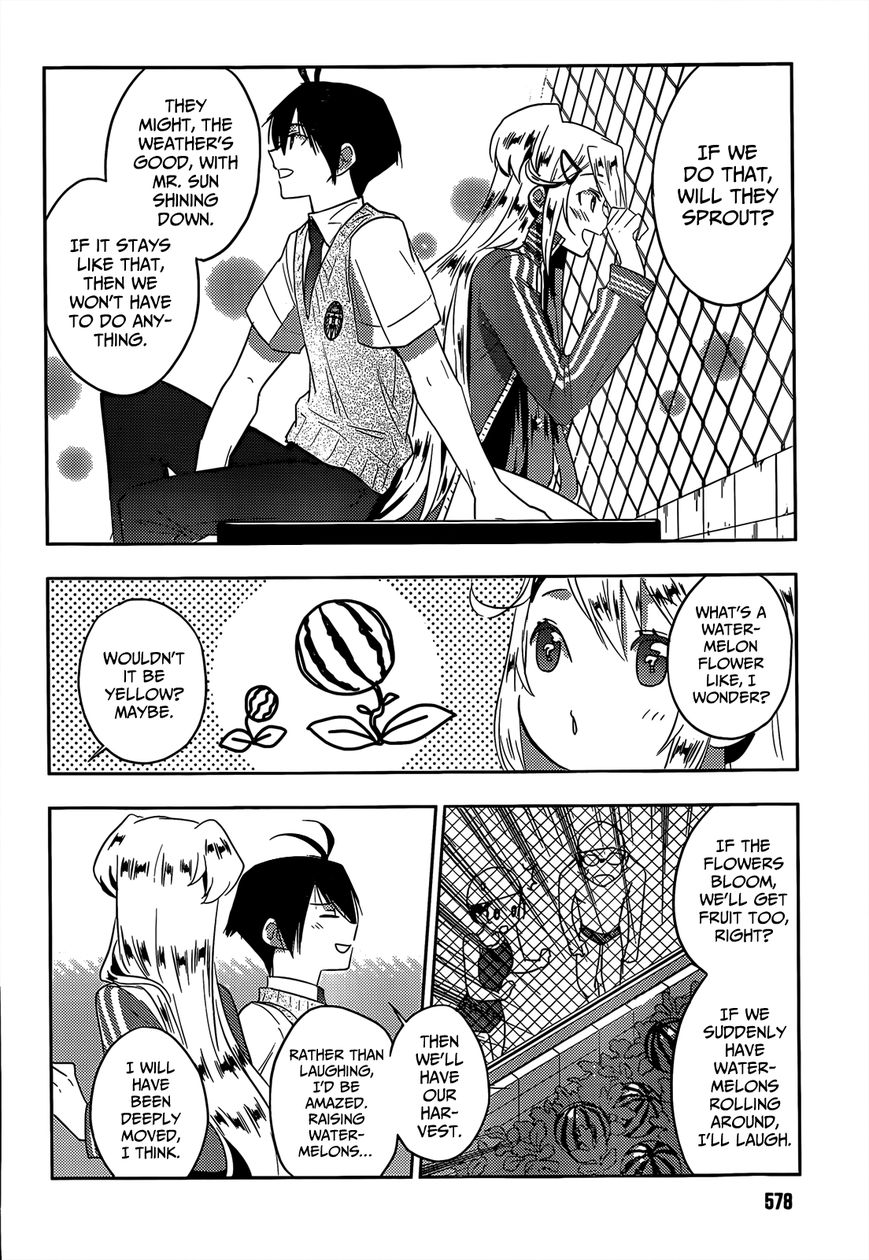 IF WE
DO THAT,
WILL THEY
SPROUT?
THEY
MIGHT, THE
WEATHER'S
GOOD, WITH
MR. SUN
SHINING
DOWN.
IF IT STAYS
LIKE THAT,
THEN WE
WON'T HAVE
TO DO ANY-
THING.
WHAT'S A
WATER-
MELON
FLOWER
LIKE, I
WONDER?
WOULDN'T
IT BE
YELLOW?
MAYBE.
IF THE
FLOWERS
BLOOM,
WE'LL GET
FRUIT TOO,
RIGHT?
IF WE
SUDDENLY
HAVE
WATER-
MELONS
ROLLING
AROUND,
I'LL LAUGH.
THEN
WE'LL
HAVE
OUR
HAR-
VEST.
RATHER THAN
LAUGHING,
I'D BE
AMAZED.
RAISING
WATER-
MELONS...
I WILL
HAVE
BEEN
DEEPLY
MOVED,
I THINK.
578